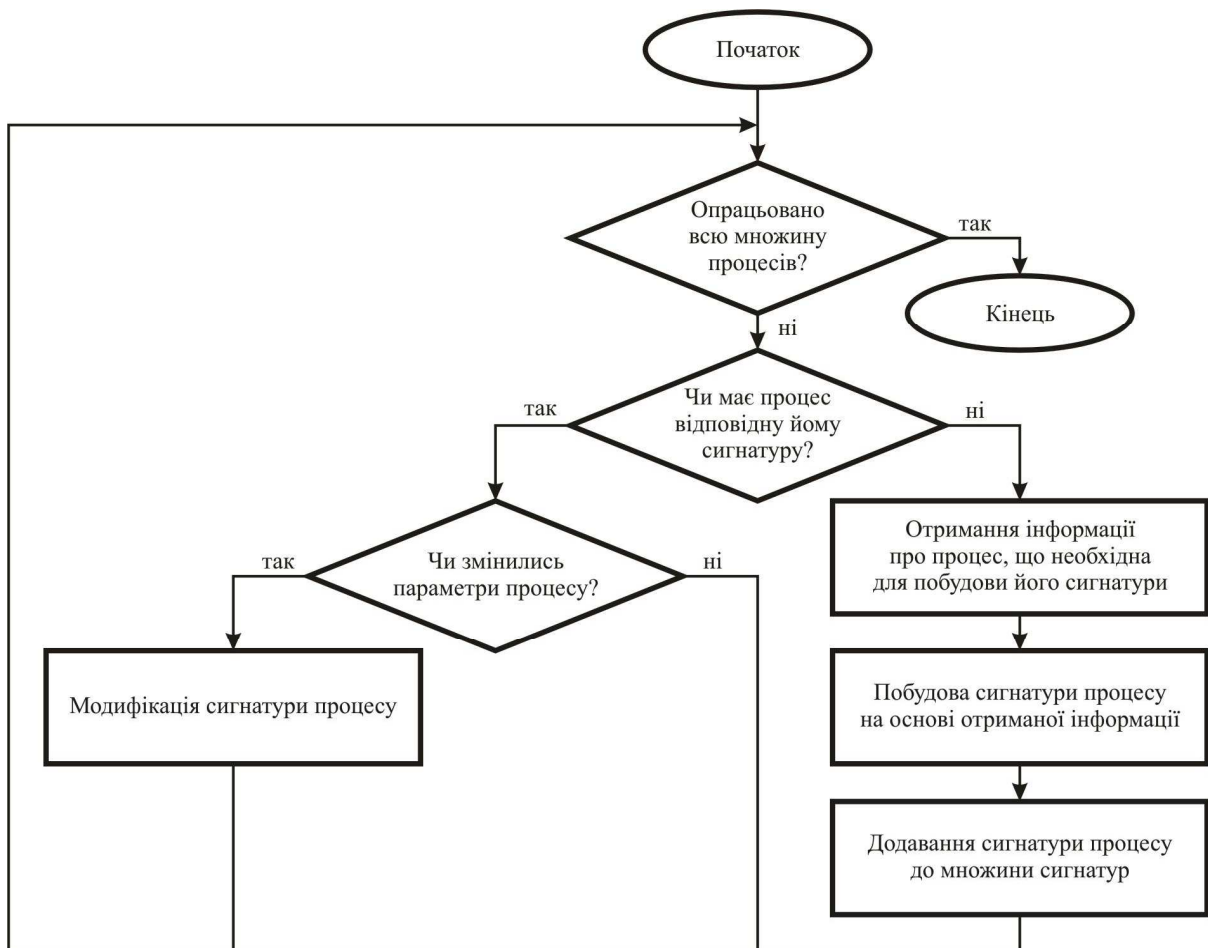 Початок
Опрацьовано
всю множину
процесів?
так
Кінець
ні
Чи має процес
відповідну йому
сигнатуру?
так
ні
Чи змінились
параметри процесу?
так
ні
Отримання інформації
про процес, що необхідна
для побудови його сигнатури
Модифікація сигнатури процесу
Побудова сигнатури процесу
на основі отриманої інформації
Додавання сигнатури процесу
до множини сигнатур